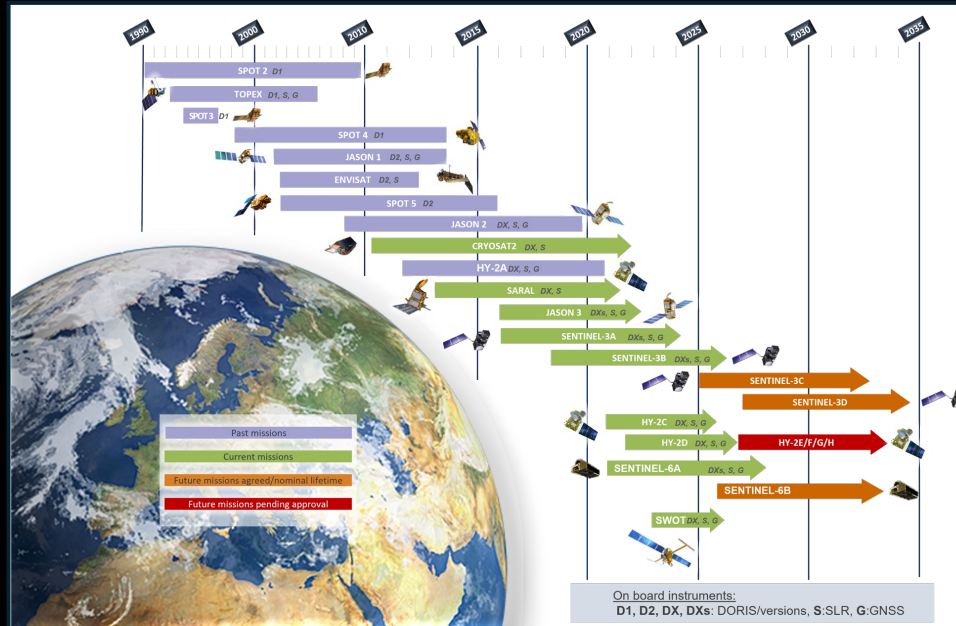 1990 2000 2010 2015 2020 2025 2030 2035
SPOT 2 D1
TOPEX D1, S, G
SPOT 3 D1
SPOT 4 D1
JASON 1 D2, S, G
ENVISAT D2, S
SPOT 5 D2
JASON 2 DX, S, G
CRYOSAT2 DX, S
HY-2A DX, S, G
SARAL DX, S
JASON 3 DXs, S, G
SENTINEL-3A DXs, S, G
SENTINEL-3B DXs, S, G
SENTINEL-3C
SENTINEL-3D
HY-2C DX, S, G
HY-2D DX, S, G HY-2E/F/G/H
SENTINEL-6A DXs, S, G
SENTINEL-6B
SWOT DX, S, G
Past missions
Current missions
Future missions agreed/nominal lifetime
Future missions pending approval
On board instruments:
D1, D2, DX, DXs: DORIS/versions, S:SLR, G:GNSS